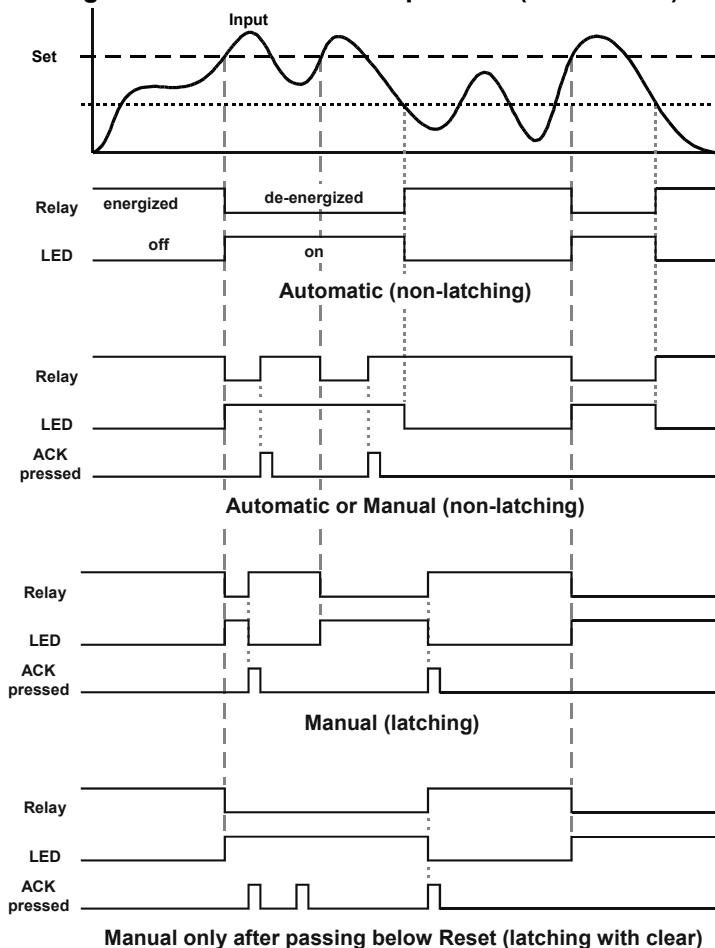 Input
Set
Relay
energized
de-energized
LED
off
on
Automatic (non-latching)
Relay
LED
ACK
pressed
Automatic or Manual (non-latching)
Relay
LED
ACK
pressed
Manual (latching)
Relay
LED
ACK
pressed
Manual only after passing below Reset (latching with clear)